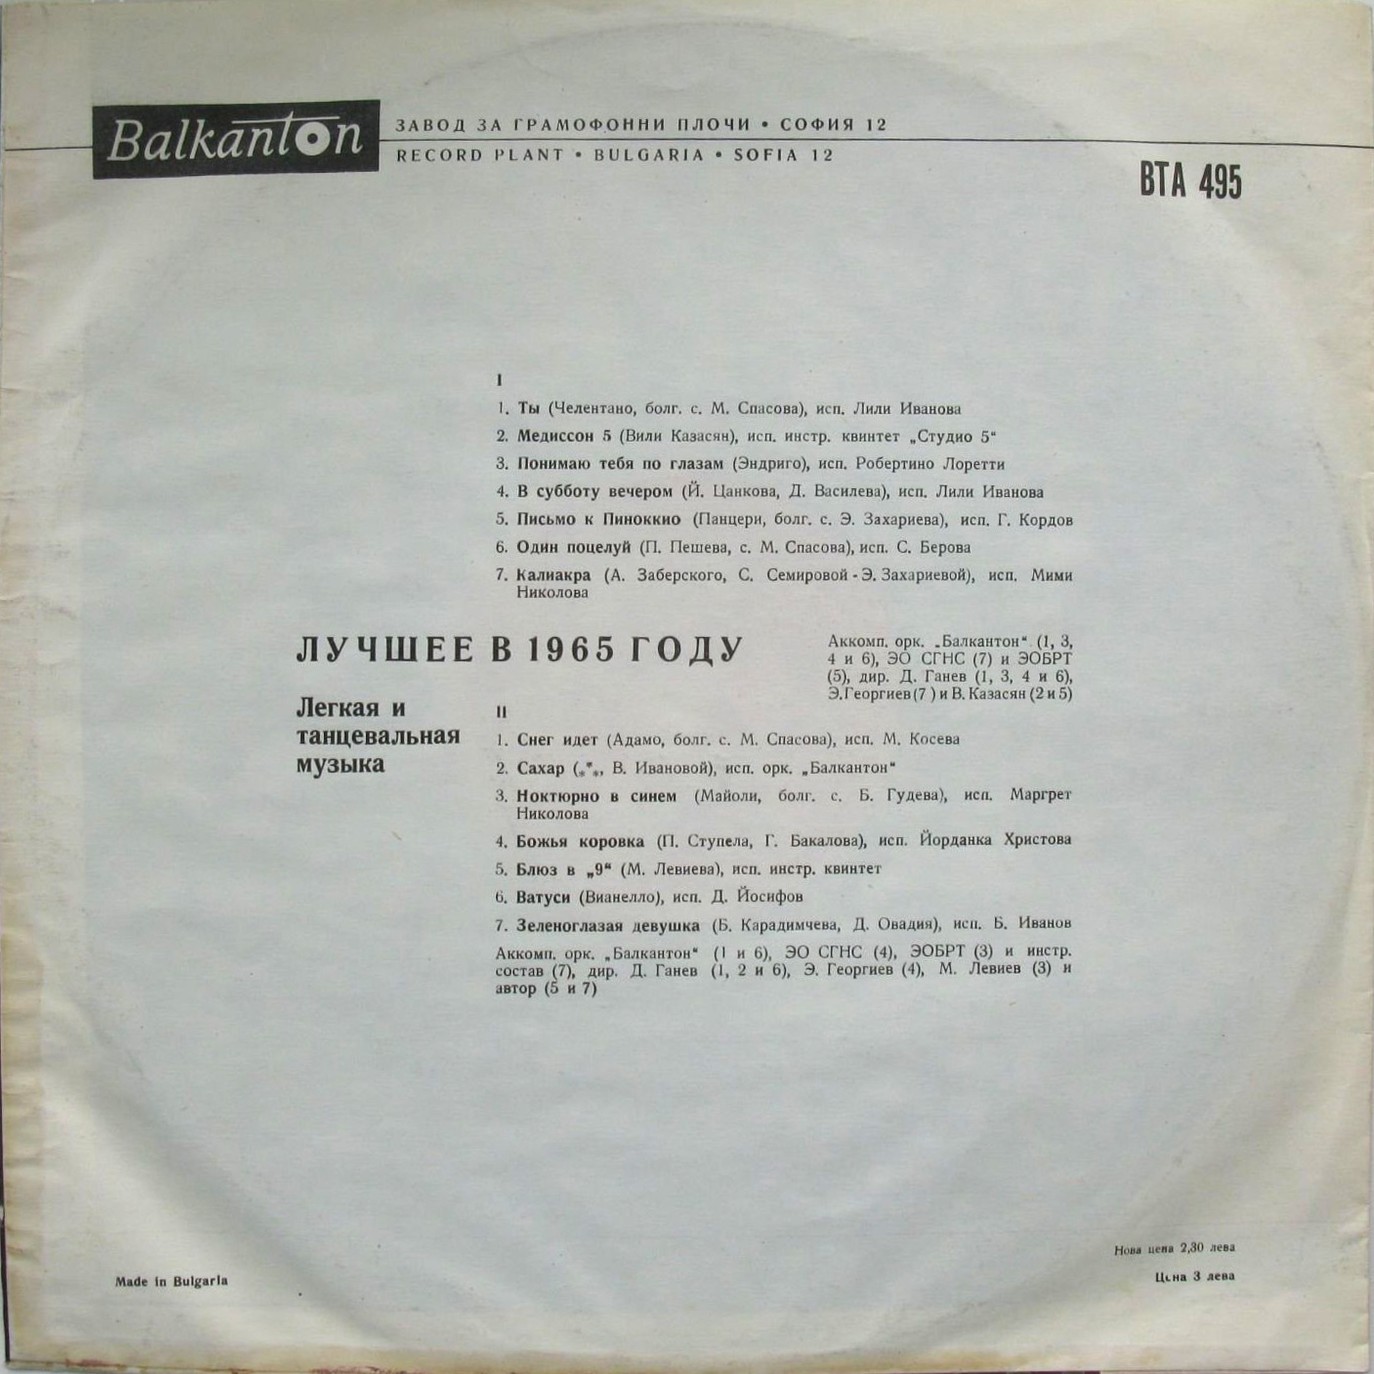 Balkanton
ЗАВОД ЗА ГРАМОФОННИ ПЛОЧИ • СОФИЯ 12
RECORD PLANT • BULGARIA • SOFIA 12
ВТА 495
I
1. Ты (Челентано, болг. с. М. Спасова), исп. Лили Иванова
2. Медиссон 5 (Вили Казасян), исп. инстр. квинтет „Студио 5“
3. Понимаю тебя по глазам (Эндриго), исп. Робертино Лоретти
4. В субботу вечером (Й. Цанкова, Д. Василева), исп. Лили Иванова
5. Письмо к Пиноккио (Панцери, болг. с. Э. Захариева), исп. Г. Кордов
6. Один поцелуй (П. Пешева, с. М. Спасова), исп. С. Берова
7. Калиакра (А. Заберского, С. Семировой - Э. Захариевой), исп. Мими
Николова
ЛУЧШЕЕ В 1965 ГОДУ
Аккомп. орк. „Балкантон“ (1, 3,
4 и 6), ЭО СГНС (7) и ЭОБРТ
(5), дир. Д. Ганев (1, 3, 4 и 6),
Э. Георгиев (7 ) и В. Казасян (2 и 5)
Легкая и
танцевальная
музыка
II
1. Снег идет (Адамо, болг. с. М. Спасова), исп. М. Косева
2. Сахар (***, В. Ивановой), исп. орк. „Балкантон“
3. Ноктюрно в синем (Майоли, болг. с. Б. Гудева), исп. Маргрет
Николова
4. Божья коровка (П. Ступела, Г. Бакалова), исп. Йорданка Христова
5. Блюз в „9“ (М. Левиева), исп. инстр. квинтет
6. Ватуси (Вианелло), исп. Д. Йосифов
7. Зеленоглазая девушка (Б. Карадимчева, Д. Овадия), исп. Б. Иванов
Аккомп. орк. „Балкантон“ (1 и 6), ЭО СГНС (4), ЭОБРТ (3) и инстр.
состав (7), дир. Д. Ганев (1, 2 и 6), Э. Георгиев (4), М. Левиев (3) и
автор (5 и 7)
Нова цена 2,30 лева
Цена 3 лева
Made in Bulgaria